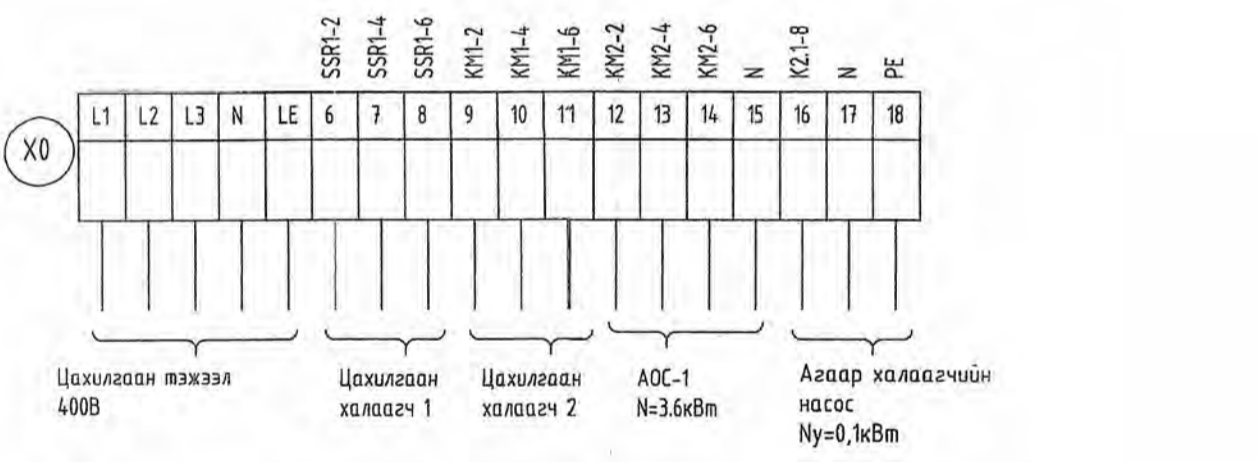 SSR1-2 SSR1-4 SSR1-6 KM1-2 KM1-4 KM1-6 KM2-2 KM2-4 KM2-6 N K2.1-8 N PE
X0 L1 L2 L3 N LE 6 7 8 9 10 11 12 13 14 15 16 17 18
Цахилгаан тэжээл
400В
Цахилгаан
халаагч 1
Цахилгаан
халаагч 2
АОС-1
N=3.6кВт
Агаар халаагчийн
насос
Ny=0,1кВт